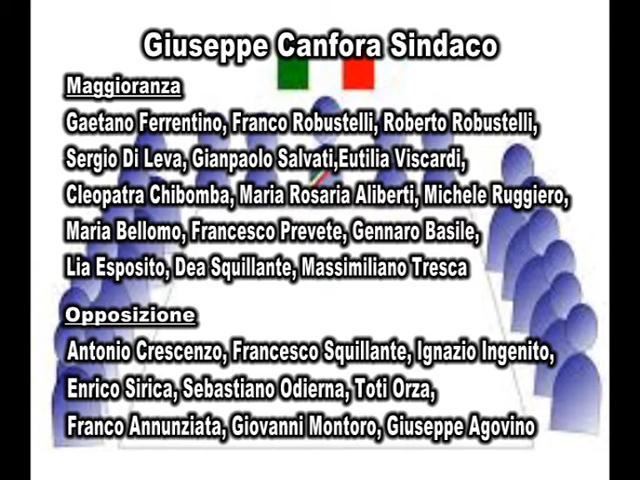 Giuseppe Canfora Sindaco
Maggioranza
Gaetano Ferrentino, Franco Robustelli, Roberto Robustelli,
Sergio Di Leva, Gianpaolo Salvati,Eutilia Viscardi,
Cleopatra Chibomba, Maria Rosaria Aliberti, Michele Ruggiero,
Maria Bellomo, Francesco Prevete, Gennaro Basile,
Lia Esposito, Dea Squillante, Massimiliano Tresca
Opposizione
Antonio Crescenzo, Francesco Squillante, Ignazio Ingenito,
Enrico Sirica, Sebastiano Odierna, Toti Orza,
Franco Annunziata, Giovanni Montoro, Giuseppe Agovino